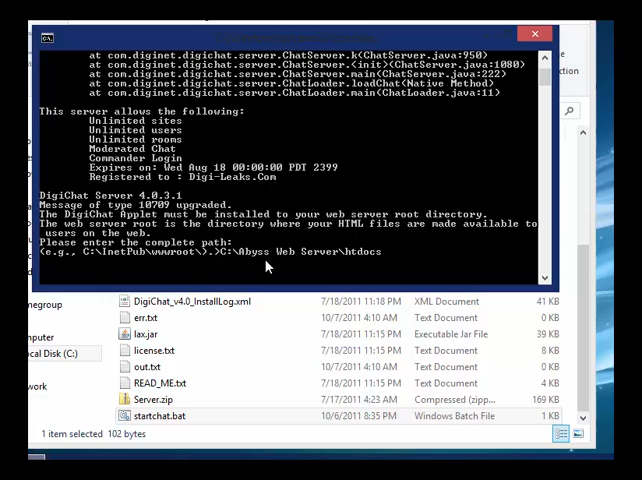 C:\.
at com.diginet.digichat.server.ChatServer.k(ChatServer.java:950)
at com.diginet.digichat.server.ChatServer.(init)(ChatServer.java:1080)
at com.diginet.digichat.server.ChatServer.main(ChatServer.java:222)
at com.diginet.digichat.server.ChatLoader.loadChat(Native Method)
at com.diginet.digichat.server.ChatLoader.main(ChatLoader.java:11)
This server allows the following:
Unlimited sites
Unlimited users
Unlimited rooms
Moderated Chat
Commander Login
Expires on: Wed Aug 18 00:00:00 PDT 2399
Registered to : Digi-Leaks.Com
DigiChat Server 4.0.3.1
Message of type 10709 upgraded.
The DigiChat Applet must be installed to your web server root directory.
The web server root is the directory where your HTML files are made available to
users on the web.
Please enter the complete path:
(e.g., C:\InetPub\wwwroot\).>C:\Abyss Web Server\htdocs
ction
megroup
mputer
cal Disk (C:)
work
DigiChat_v4.0_InstallLog.xml 7/18/2011 11:18 PM XML Document 41 KB
err.txt 10/7/2011 4:10 AM Text Document 0 KB
lax.jar 7/18/2011 11:15 PM Executable Jar File 39 KB
license.txt 7/18/2011 11:15 PM Text Document 8 KB
out.txt 10/7/2011 4:10 AM Text Document 0 KB
READ_ME.txt 7/18/2011 11:15 PM Text Document 4 KB
Server.zip 7/17/2011 4:23 AM Compressed (zipp... 169 KB
startchat.bat 10/6/2011 8:35 PM Windows Batch File 1 KB
1 item selected 102 bytes